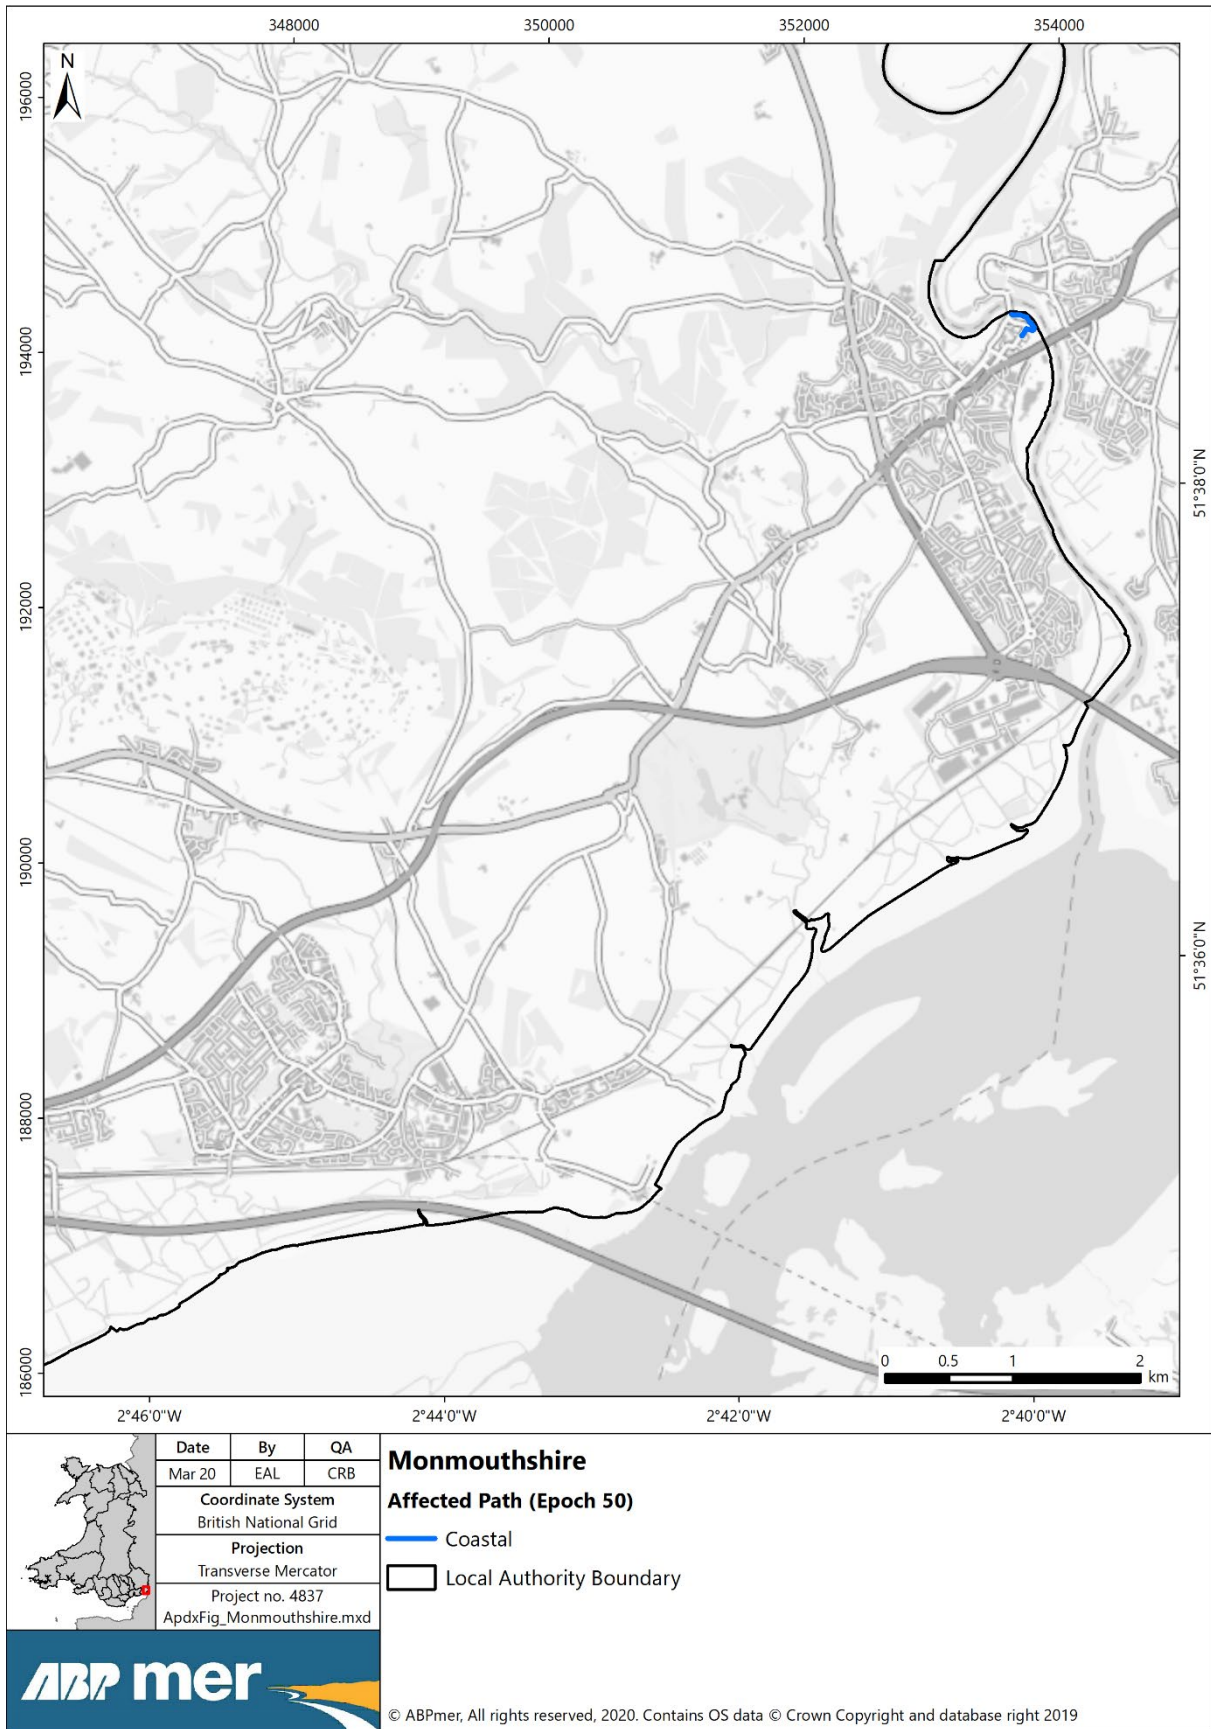 348000 350000 352000 354000
N
196000
194000
192000
190000
188000
186000
51°38'0"N
51°36'0"N
0 0.5 1 2
km
2°46'0"W 2°44'0"W 2°42'0"W 2°40'0"W
Date By QA
Mar 20 EAL CRB
Coordinate System
British National Grid
Projection
Transverse Mercator
Project no. 4837
ApdxFig_Monmouthshire.mxd
ABP mer
Monmouthshire
Affected Path (Epoch 50)
Coastal
Local Authority Boundary
© ABPmer, All rights reserved, 2020. Contains OS data © Crown Copyright and database right 2019